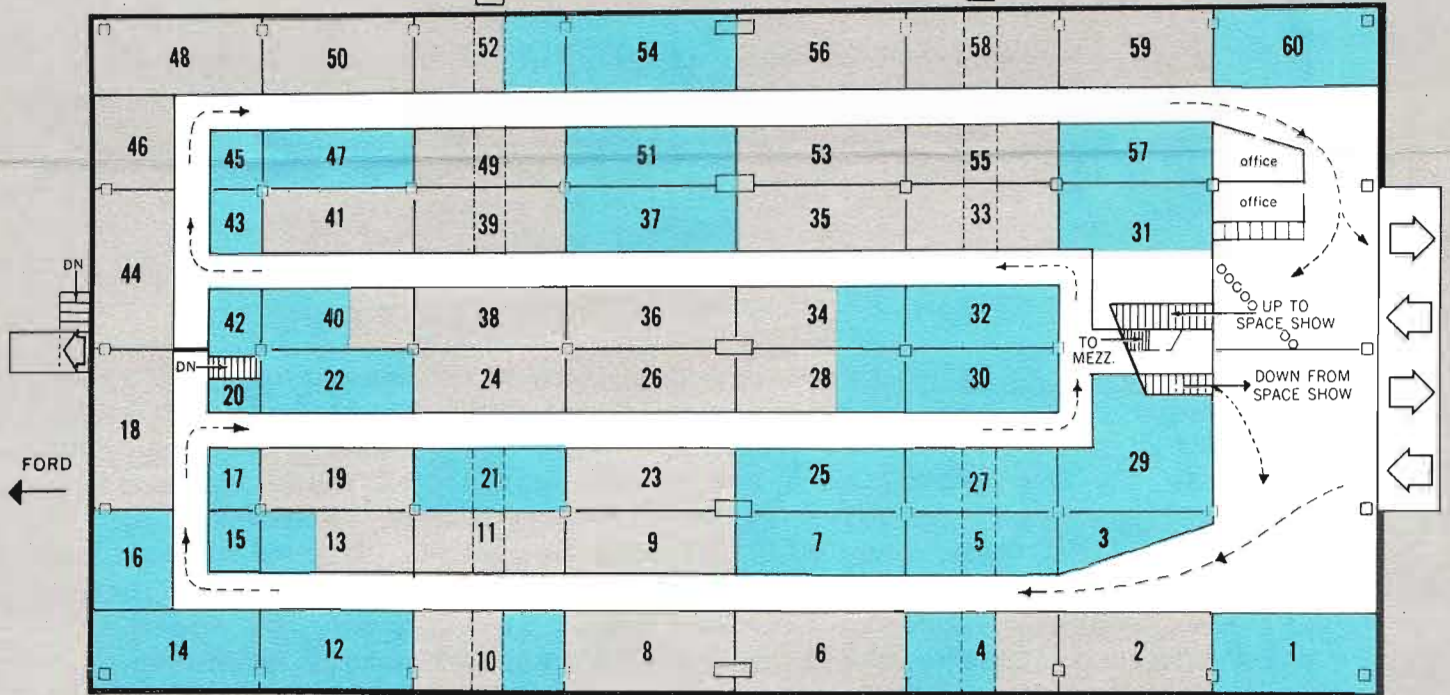 48 50 52 54 56 58 59 60
46 45 47 49 51 53 55 57 office
43 41 39 37 35 33 31 office
44
DN
42 40 38 36 34 32
UP TO
SPACE SHOW
TO
MEZZ.
DN
20 22 24 26 28 30
DOWN FROM
SPACE SHOW
18
FORD
17 19 21 23 25 27 29
16 15 13 11 9 7 5 3
14 12 10 8 6 4 2 1